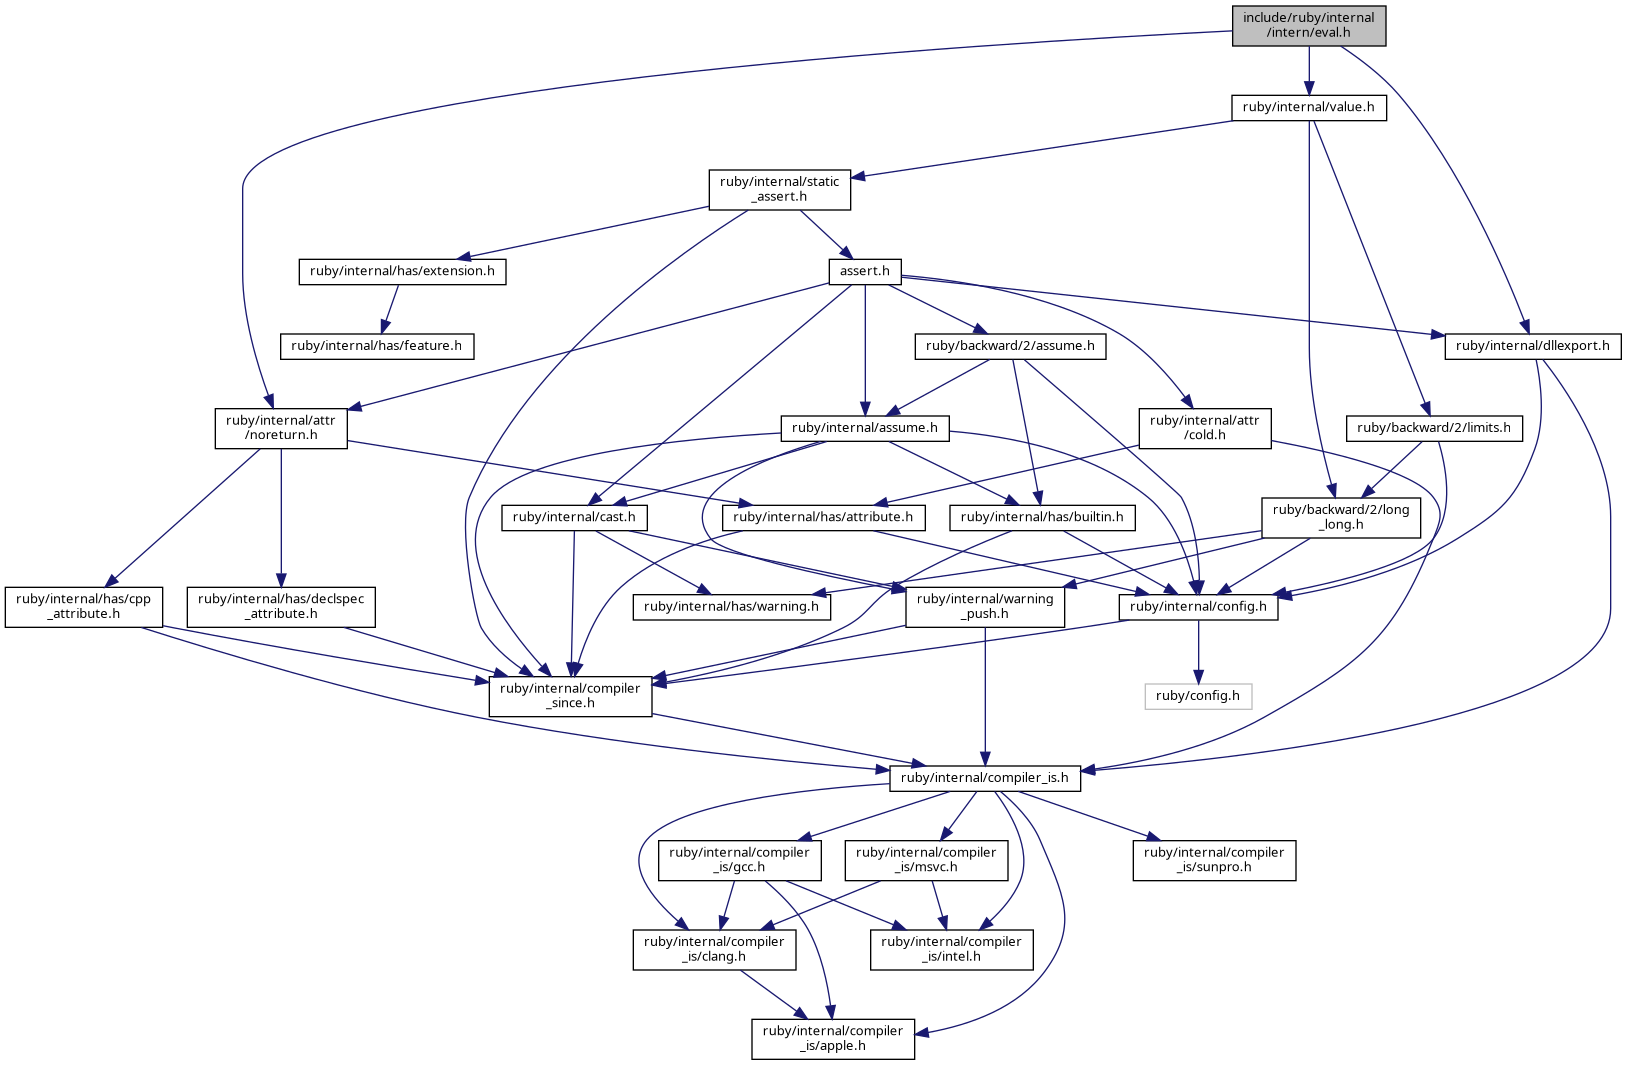 include/ruby/internal
/intern/eval.h
ruby/internal/value.h
ruby/internal/static
_assert.h
ruby/internal/has/extension.h
assert.h
ruby/internal/has/feature.h
ruby/backward/2/assume.h
ruby/internal/dllexport.h
ruby/internal/attr
/noreturn.h
ruby/internal/assume.h
ruby/internal/attr
/cold.h
ruby/backward/2/limits.h
ruby/internal/cast.h
ruby/internal/has/attribute.h
ruby/internal/has/builtin.h
ruby/backward/2/long
_long.h
ruby/internal/has/cpp
_attribute.h
ruby/internal/has/declspec
_attribute.h
ruby/internal/has/warning.h
ruby/internal/warning
_push.h
ruby/internal/config.h
ruby/internal/compiler
_since.h
ruby/config.h
ruby/internal/compiler_is.h
ruby/internal/compiler
_is/gcc.h
ruby/internal/compiler
_is/msvc.h
ruby/internal/compiler
_is/sunpro.h
ruby/internal/compiler
_is/clang.h
ruby/internal/compiler
_is/intel.h
ruby/internal/compiler
_is/apple.h